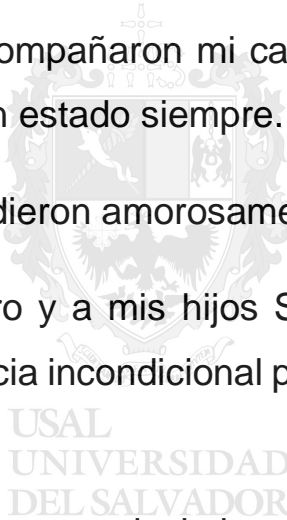 ompañaron mi ca
n estado siempre.
dieron amorosame
ro y a mis hijos S
cia incondicional p
USAL
UNIVERSIDAD
DEL SALVADOR